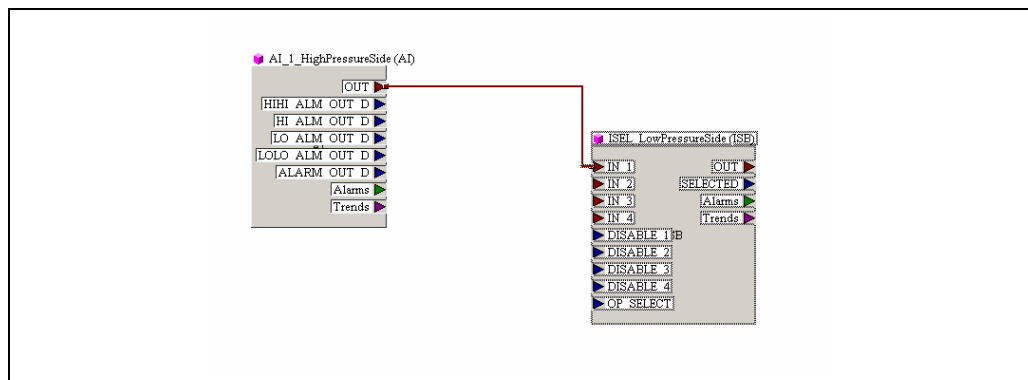 AI_1_HighPressureSide (AI)
OUT
HIHI_ALM_OUT_D
HI_ALM_OUT_D
LO_ALM_OUT_D
LOLO_ALM_OUT_D
ALARM_OUT_D
Alarms
Trends
ISEL_LowPressureSide (ISB)
IN_1 OUT
IN_2 SELECTED
IN_3 Alarms
IN_4 Trends
DISABLE_1
DISABLE_2
DISABLE_3
DISABLE_4
OP_SELECT